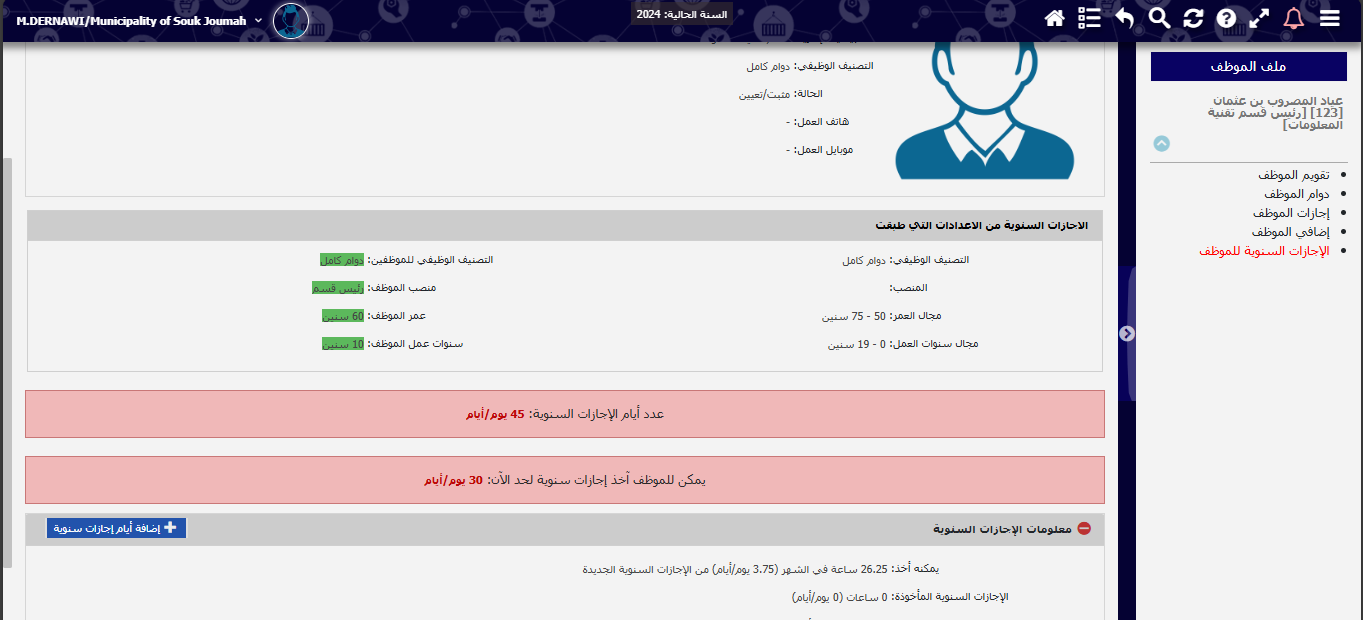 M.DERNAWI/Municipality of Souk Joumah
السنة الحالية: 2024
ملف الموظف
عياد المصروب بن عثمان
[123] [رئيس قسم تقنية
المعلومات]
تقويم الموظف
دوام الموظف
إجازات الموظف
إضافي الموظف
الإجازات السنوية للموظف
التصنيف الوظيفي: دوام كامل
الحالة: مثبت/تعيين
هاتف العمل: -
موبايل العمل: -
الاجازات السنوية من الاعدادات التي طبقت
التصنيف الوظيفي: دوام كامل
التصنيف الوظيفي للموظفين: دوام كامل
المنصب:
منصب الموظف: رئيس قسم
مجال العمر: 50 - 75 سنين
عمر الموظف: 60 سنين
مجال سنوات العمل: 0 - 19 سنين
سنوات عمل الموظف: 10 سنين
عدد أيام الإجازات السنوية: 45 يوم/أيام
يمكن للموظف آخذ إجازات سنوية لحد الآن: 30 يوم/أيام
معلومات الإجازات السنوية
إضافة أيام إجازات سنوية
يمكنه أخذ: 26.25 ساعة في الشهر (3.75 يوم/أيام) من الإجازات السنوية الجديدة
الإجازات السنوية المأخوذة: 0 ساعات (0 يوم/أيام)